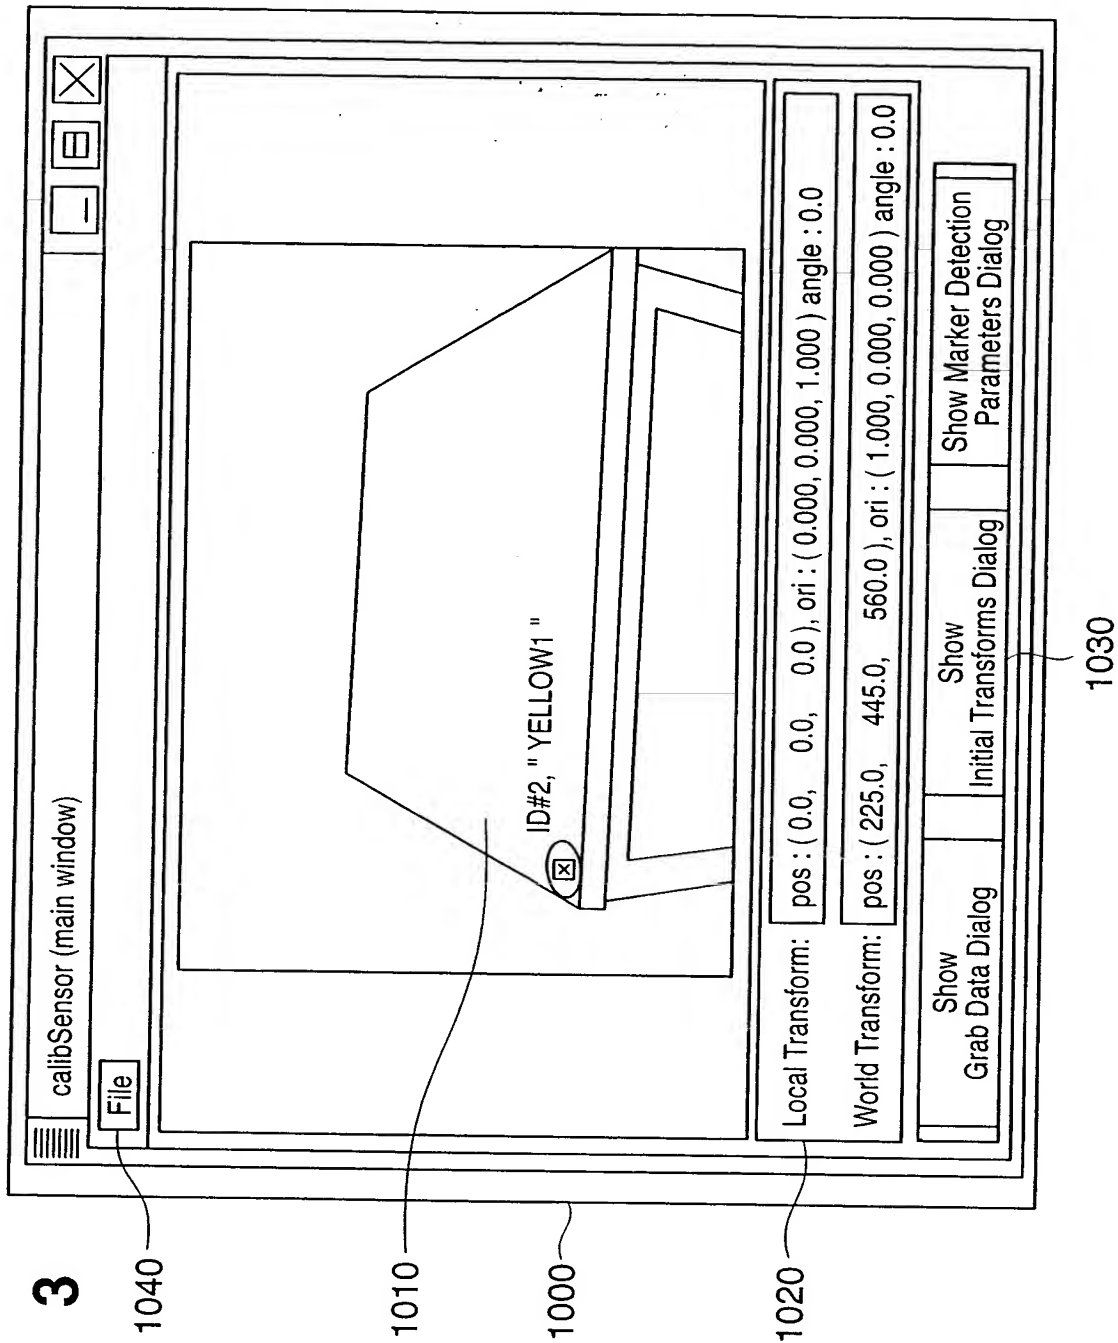 3
calibSensor (main window)
File
1040
1010
ID#2, " YELLOW1 "
1000
1020
Local Transform: pos : ( 0.0, 0.0, 0.0 ), ori : ( 0.000, 0.000, 1.000 ) angle : 0.0
World Transform: pos : ( 225.0, 445.0, 560.0 ), ori : ( 1.000, 0.000, 0.000 ) angle : 0.0
Show
Grab Data Dialog
Show
Initial Transforms Dialog
Show Marker Detection
Parameters Dialog
1030